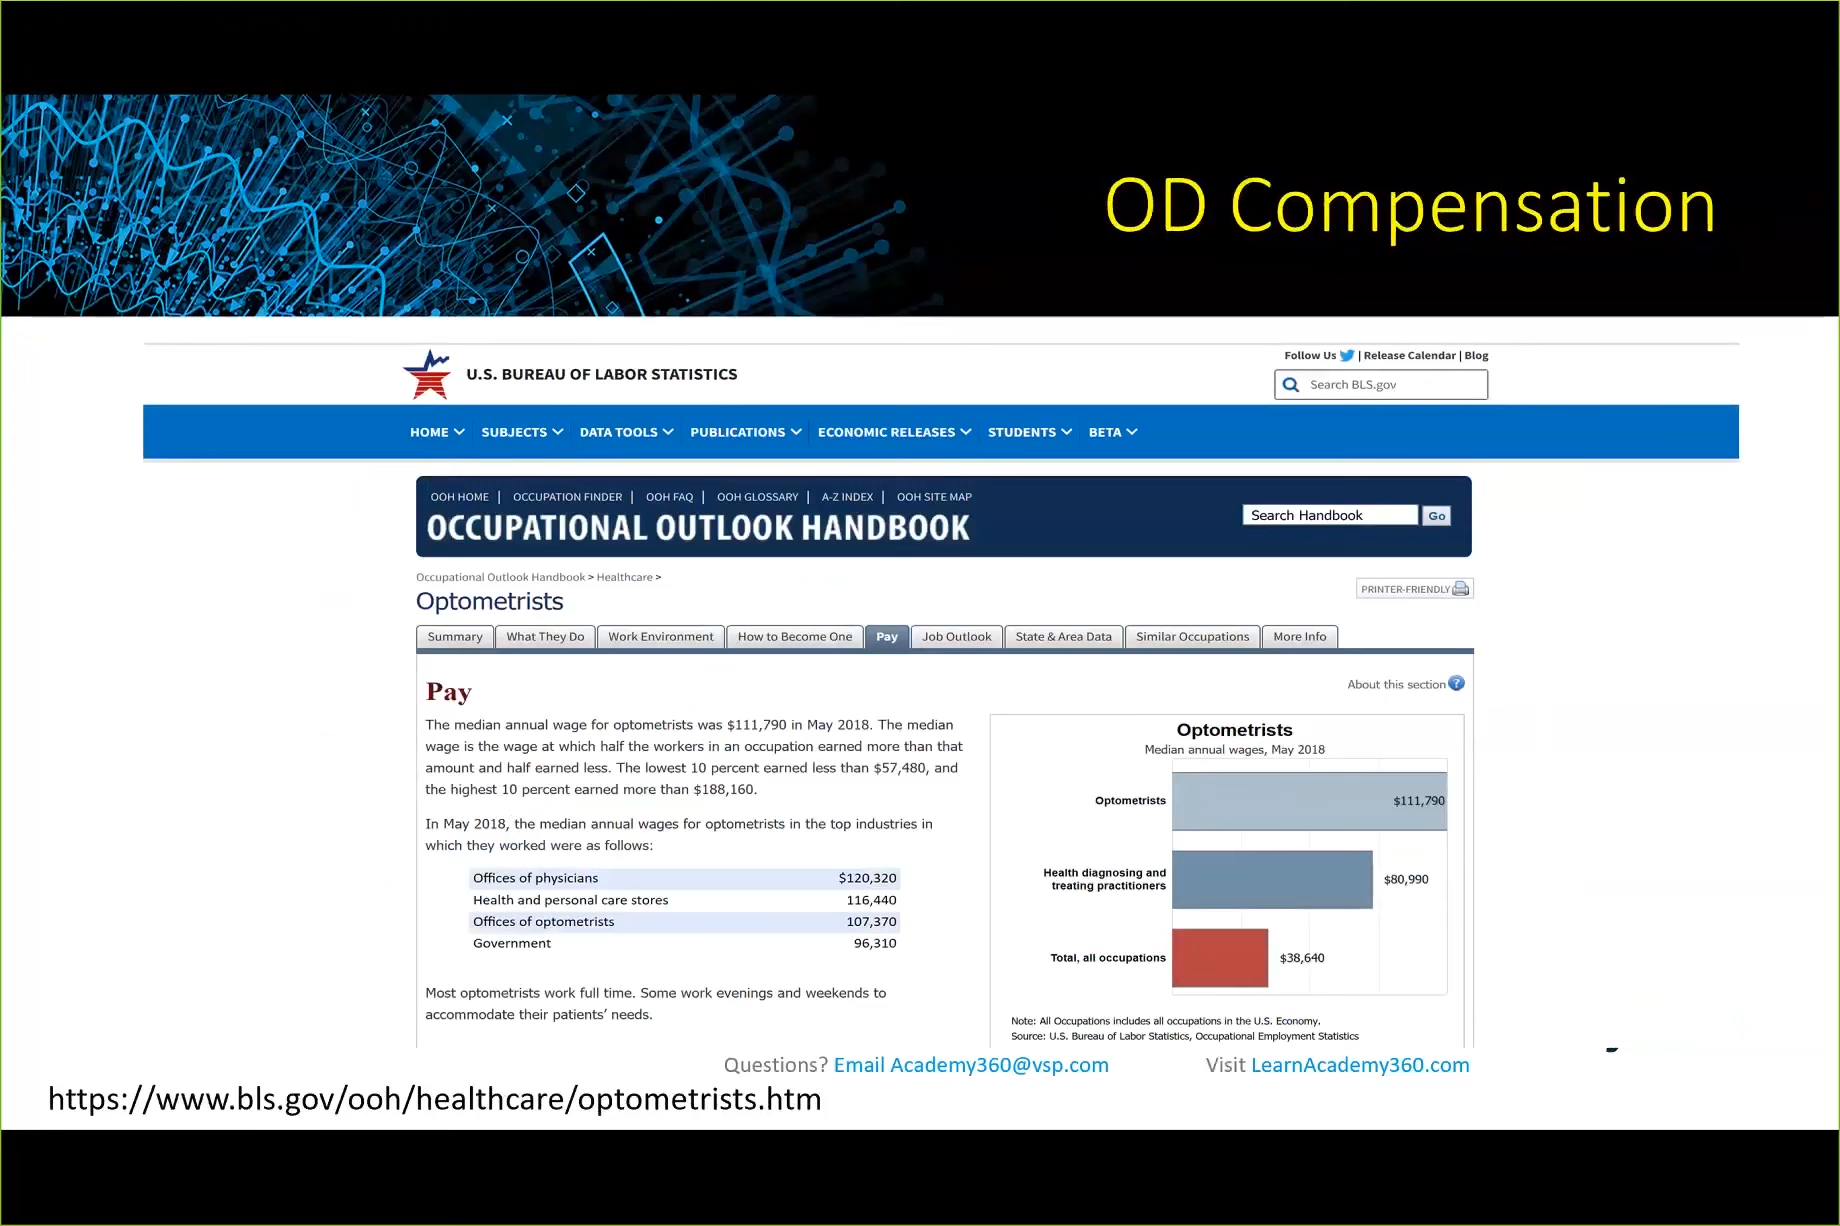 OD Compensation
U.S. BUREAU OF LABOR STATISTICS
Follow Us | Release Calendar | Blog
Search BLS.gov
HOME SUBJECTS DATA TOOLS PUBLICATIONS ECONOMIC RELEASES STUDENTS BETA
OOH HOME | OCCUPATION FINDER | OOH FAQ | OOH GLOSSARY | A-Z INDEX | OOH SITE MAP
OCCUPATIONAL OUTLOOK HANDBOOK
Search Handbook Go
Occupational Outlook Handbook > Healthcare >
Optometrists
PRINTER-FRIENDLY
Summary What They Do Work Environment How to Become One Pay Job Outlook State & Area Data Similar Occupations More Info
Pay
About this section ?
The median annual wage for optometrists was $111,790 in May 2018. The median
wage is the wage at which half the workers in an occupation earned more than that
amount and half earned less. The lowest 10 percent earned less than $57,480, and
the highest 10 percent earned more than $188,160.
In May 2018, the median annual wages for optometrists in the top industries in
which they worked were as follows:
Offices of physicians $120,320
Health and personal care stores 116,440
Offices of optometrists 107,370
Government 96,310
Most optometrists work full time. Some work evenings and weekends to
accommodate their patients’ needs.
Optometrists
Median annual wages, May 2018
Optometrists $111,790
Health diagnosing and
treating practitioners $80,990
Total, all occupations $38,640
Note: All Occupations includes all occupations in the U.S. Economy.
Source: U.S. Bureau of Labor Statistics, Occupational Employment Statistics
Questions? Email Academy360@vsp.com Visit LearnAcademy360.com
https://www.bls.gov/ooh/healthcare/optometrists.htm